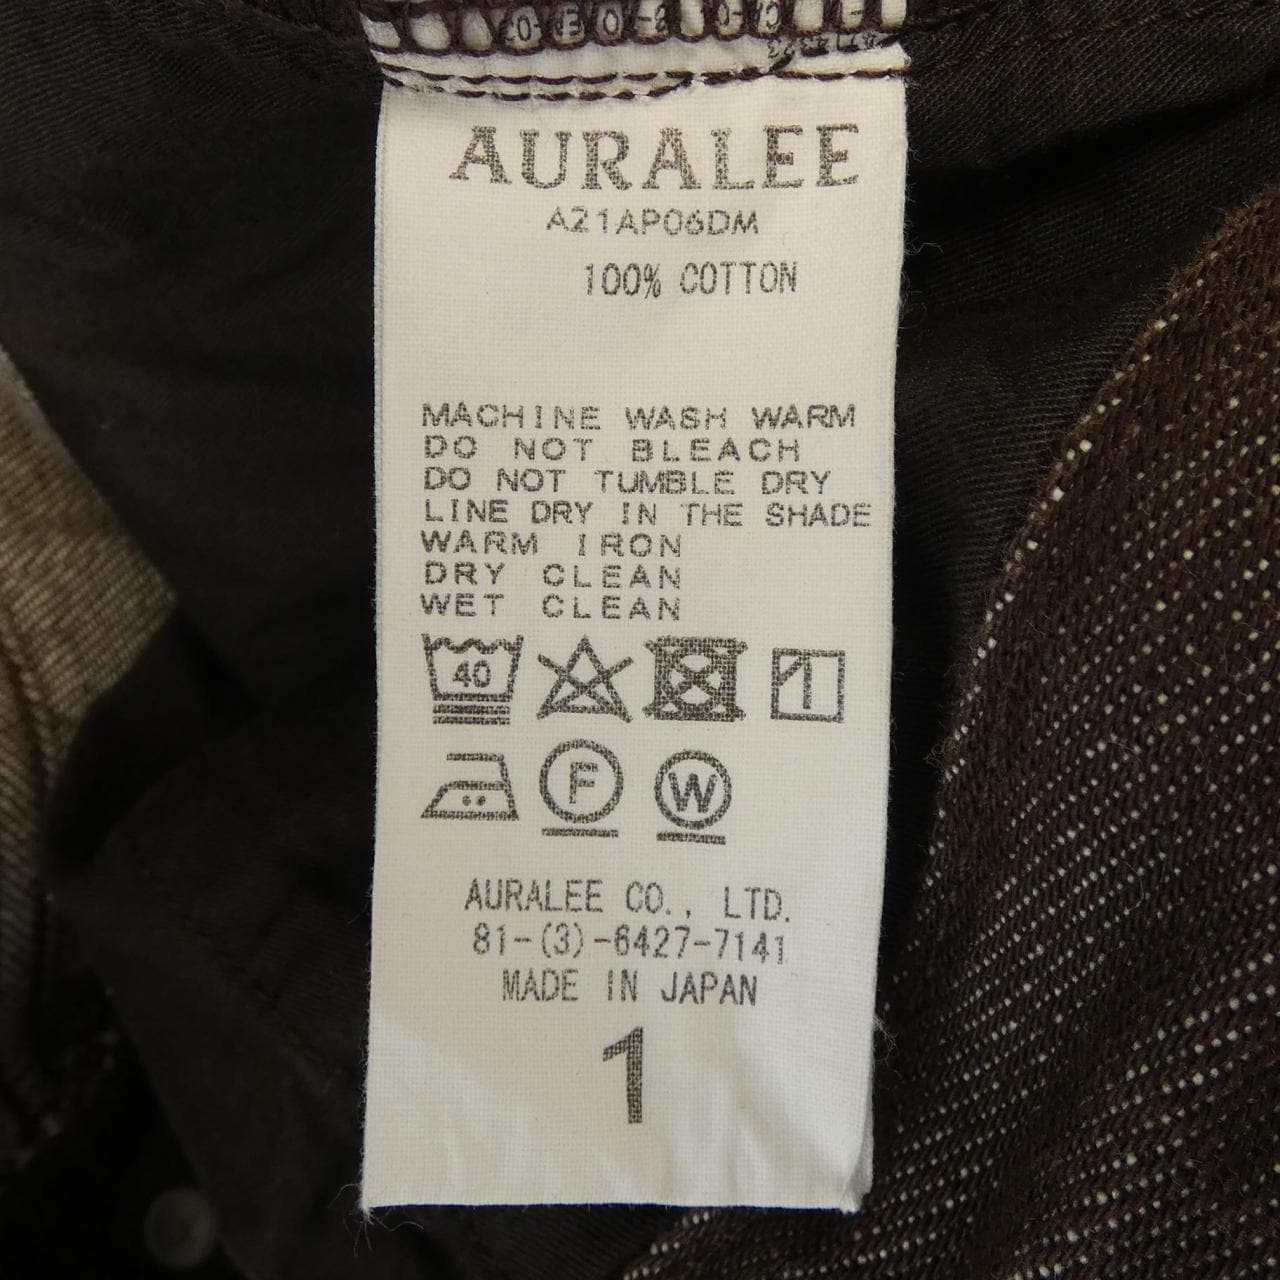 AURALEE
A21AP06DM
100% COTTON
MACHINE WASH WARM
DO NOT BLEACH
DO NOT TUMBLE DRY
LINE DRY IN THE SHADE
WARM IRON
DRY CLEAN
WET CLEAN
40
F W
AURALEE CO., LTD.
81-(3)-6427-7141
MADE IN JAPAN
1